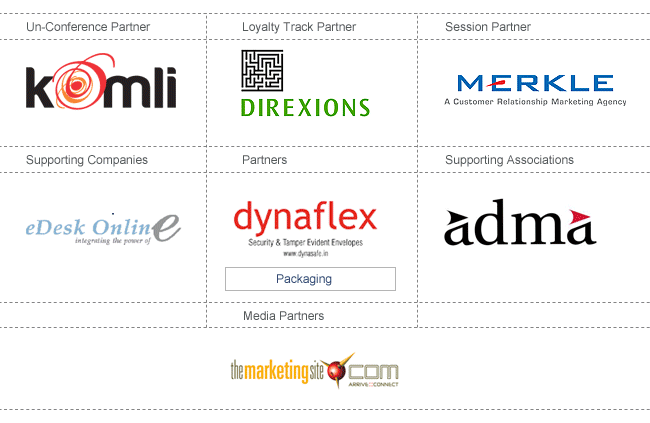 Un-Conference Partner
Loyalty Track Partner
Session Partner
komli
DIREXIONS
MERKLE
A Customer Relationship Marketing Agency
Supporting Companies
Partners
Supporting Associations
eDesk Online
integrating the power of
dynaflex
Security & Tamper Evident Envelopes
www.dynasafe.in
adma
Packaging
Media Partners
themarketingsite.com
ARRIVE::CONNECT